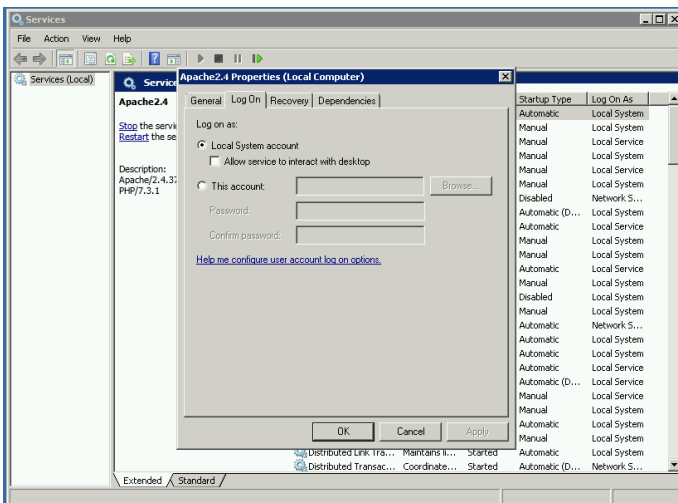 Services
File Action View Help
Services (Local)
Service
Apache2.4
Stop the servi
Restart the se
Description:
Apache/2.4.37
PHP/7.3.1
Apache2.4 Properties (Local Computer)
General Log On Recovery Dependencies
Log on as:
Local System account
Allow service to interact with desktop
This account:
Browse...
Password:
Confirm password:
Help me configure user account log on options.
OK Cancel Apply
Startup Type Log On As
Automatic Local System
Manual Local System
Manual Local Service
Manual Local System
Manual Local Service
Manual Local System
Disabled Network S...
Automatic (D... Local System
Automatic Local Service
Manual Local System
Manual Local System
Automatic Local Service
Manual Local System
Disabled Local System
Manual Local System
Automatic Network S...
Automatic Local System
Automatic Local System
Automatic Local Service
Automatic (D... Local Service
Manual Local Service
Manual Local System
Automatic Local System
Manual Local System
Distributed Link Tra... Maintains li... Started Automatic Local System
Distributed Transac... Coordinate... Started Automatic (D... Network S...
Extended Standard